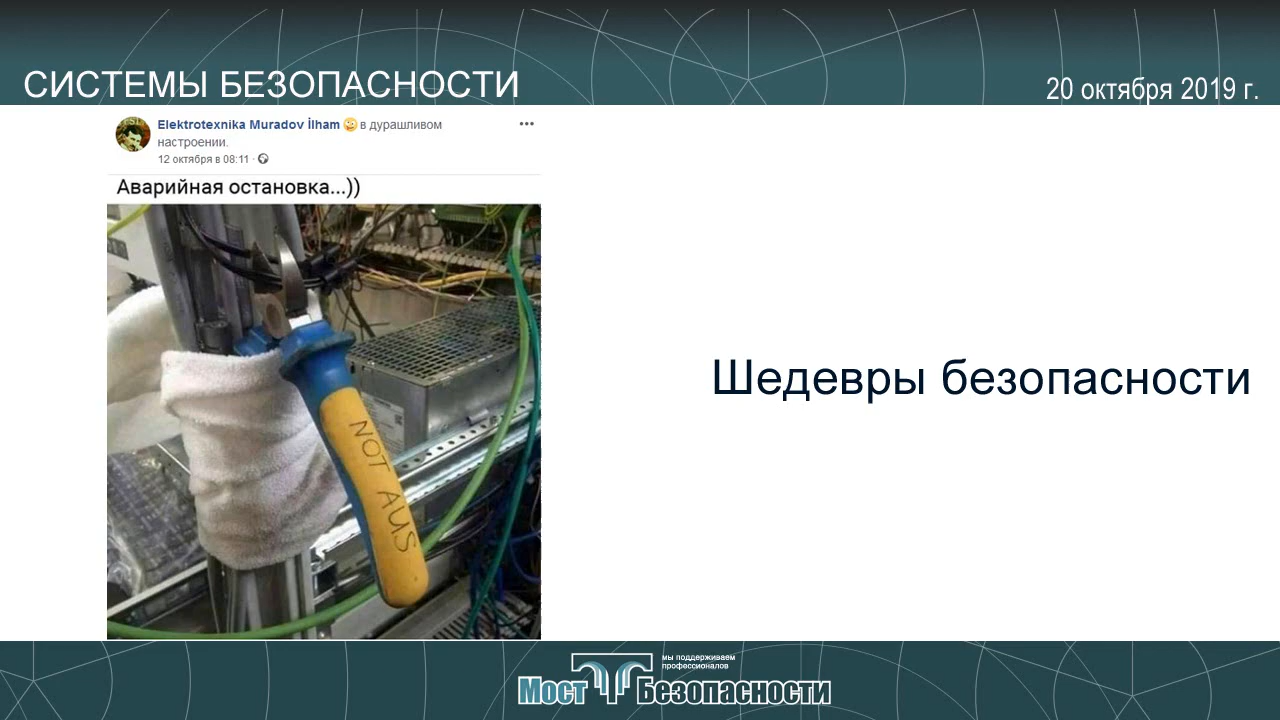 СИСТЕМЫ БЕЗОПАСНОСТИ
20 октября 2019 г.
Elektrotexnika Muradov İlham в дурашливом
настроении.
12 октября в 08:11 ·
Аварийная остановка...))
NOT AUS
Шедевры безопасности
мы поддерживаем
профессионалов
Мост Безопасности